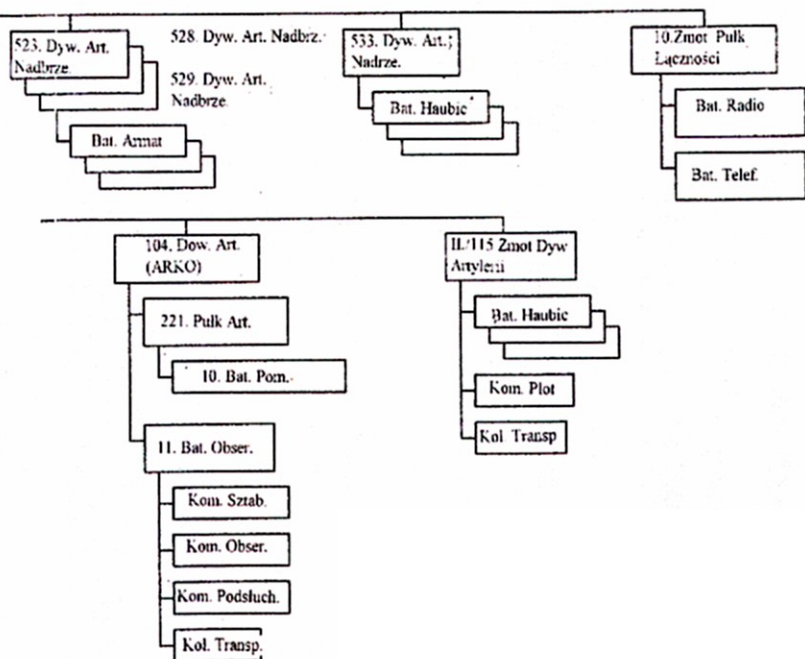 523. Dyw. Art.
Nadbrze.
528. Dyw. Art. Nadbrz.
529. Dyw. Art.
Nadbrze.
533. Dyw. Art.;
Nadrze.
10.Zmot Pulk
Łączności
Bat. Armat
Bat. Haubic
Bat. Radio
Bat. Telef.
104. Dow. Art.
(ARKO)
II./115 Zmot Dyw
Artylerii
221. Pulk Art.
10. Bat. Pom.
Bat. Haubic
Kom. Plot
Kol. Transp
11. Bat. Obser.
Kom. Sztab.
Kom. Obser.
Kom. Podsłuch.
Kol. Transp.